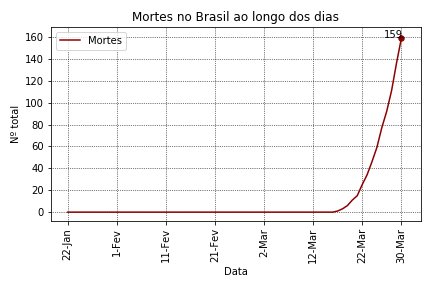 Mortes no Brasil ao longo dos dias
Mortes
159
Nº total
160
140
120
100
80
60
40
20
0
22-Jan
1-Fev
11-Fev
21-Fev
2-Mar
12-Mar
22-Mar
30-Mar
Data